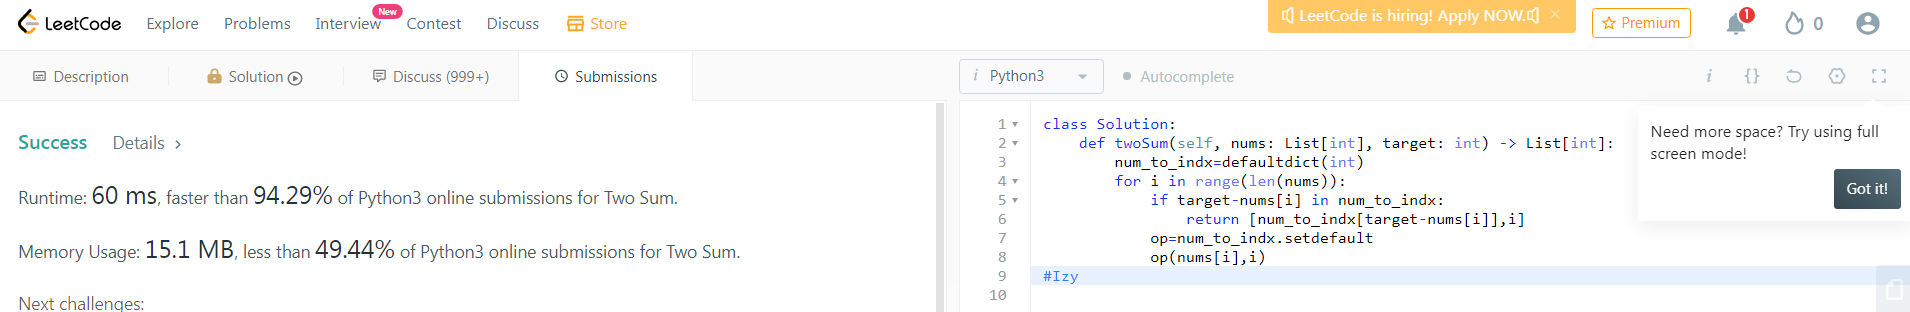 LeetCode Explore Problems Interview New Contest Discuss Store LeetCode is hiring! Apply NOW. × Premium 1 0
Description Solution Discuss (999+) Submissions i Python3 Autocomplete i {}
Success Details >
Runtime: 60 ms, faster than 94.29% of Python3 online submissions for Two Sum.
Memory Usage: 15.1 MB, less than 49.44% of Python3 online submissions for Two Sum.
Next challenges:
1 class Solution:
2 def twoSum(self, nums: List[int], target: int) -> List[int]:
3 num_to_indx=defaultdict(int)
4 for i in range(len(nums)):
5 if target-nums[i] in num_to_indx:
6 return [num_to_indx[target-nums[i]],i]
7 op=num_to_indx.setdefault
8 op(nums[i],i)
9 #Izy
10
Need more space? Try using full
screen mode!
Got it!